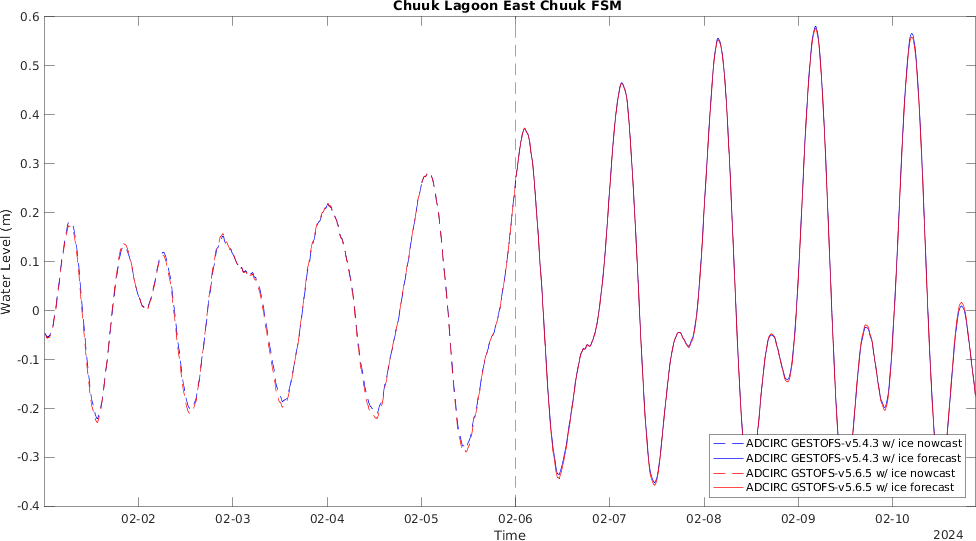 Chuuk Lagoon East Chuuk FSM
0.6
0.5
0.4
0.3
0.2
0.1
0
-0.1
-0.2
-0.3
-0.4
Water Level (m)
ADCIRC GESTOFS-v5.4.3 w/ ice nowcast
ADCIRC GESTOFS-v5.4.3 w/ ice forecast
ADCIRC GSTOFS-v5.6.5 w/ ice nowcast
ADCIRC GSTOFS-v5.6.5 w/ ice forecast
02-02 02-03 02-04 02-05 02-06 02-07 02-08 02-09 02-10
Time
2024